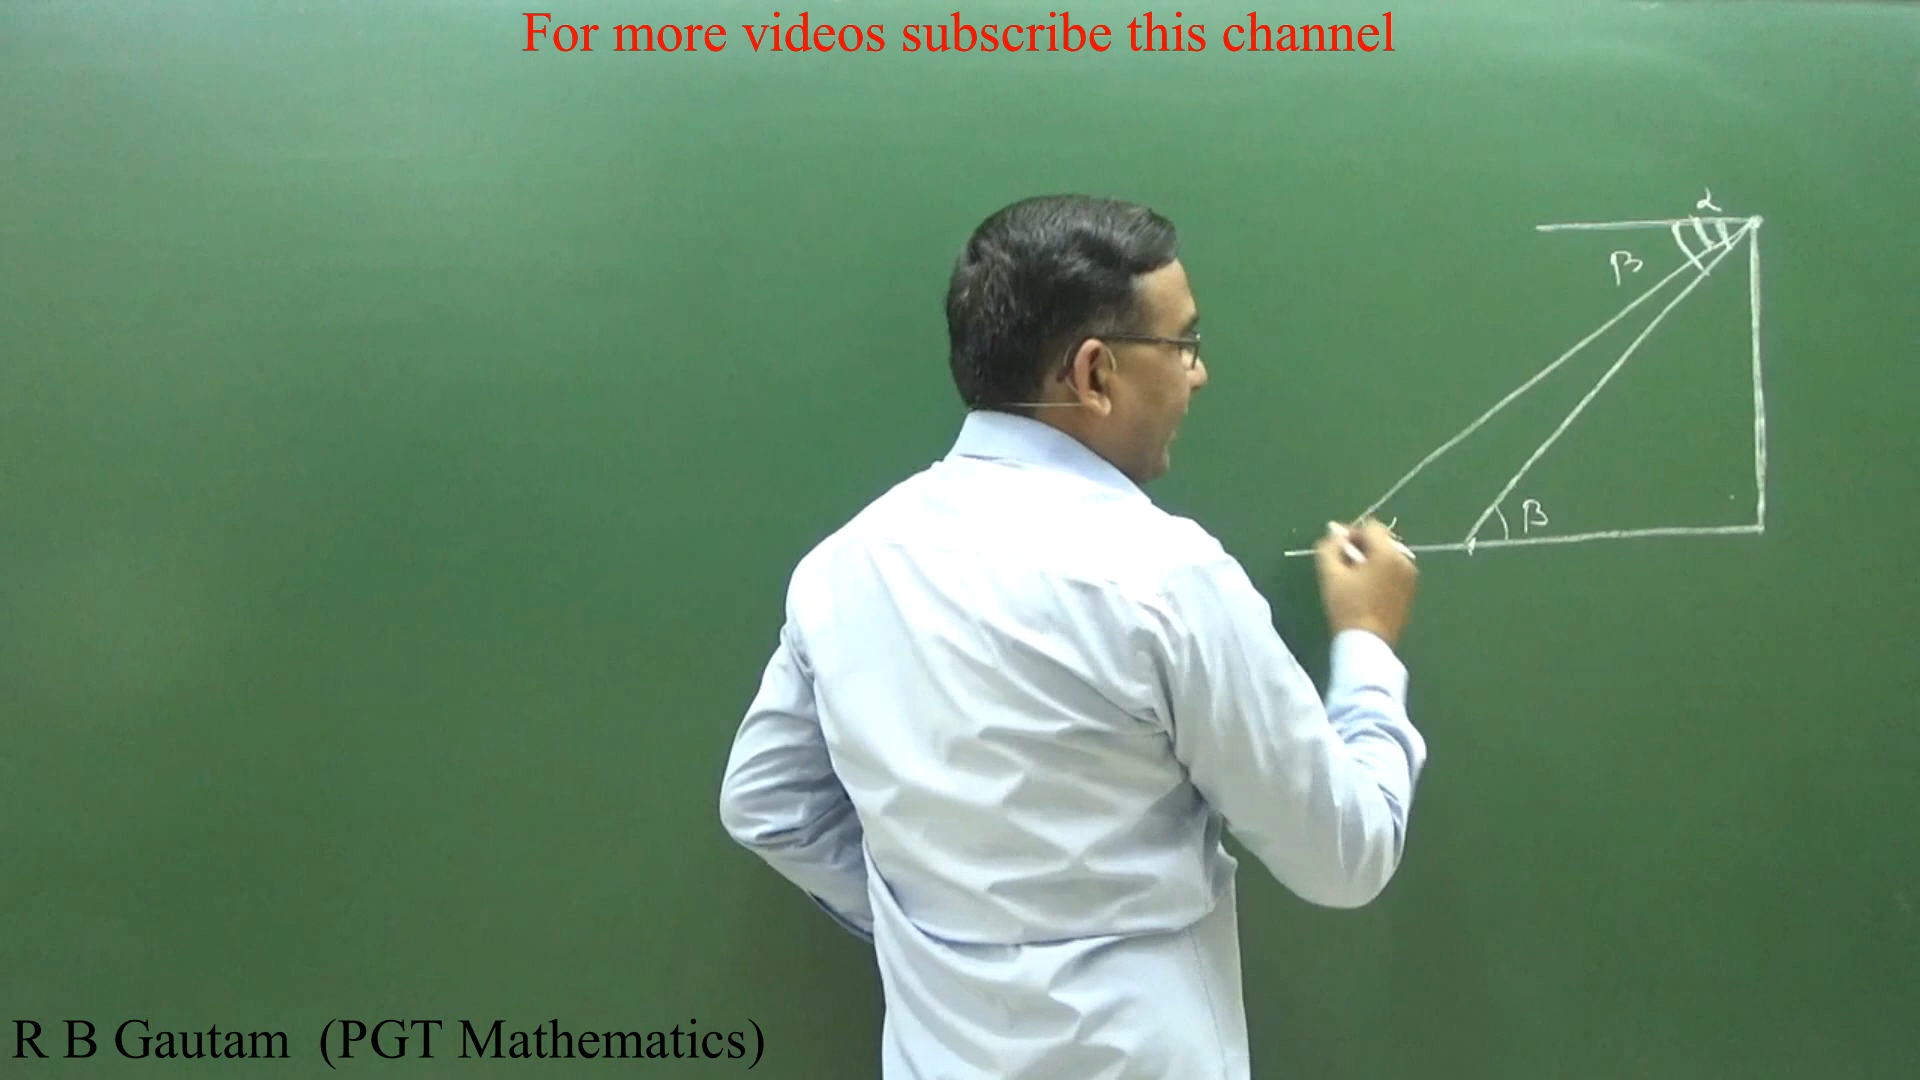 For more videos subscribe this channel
α
β
β
R B Gautam (PGT Mathematics)